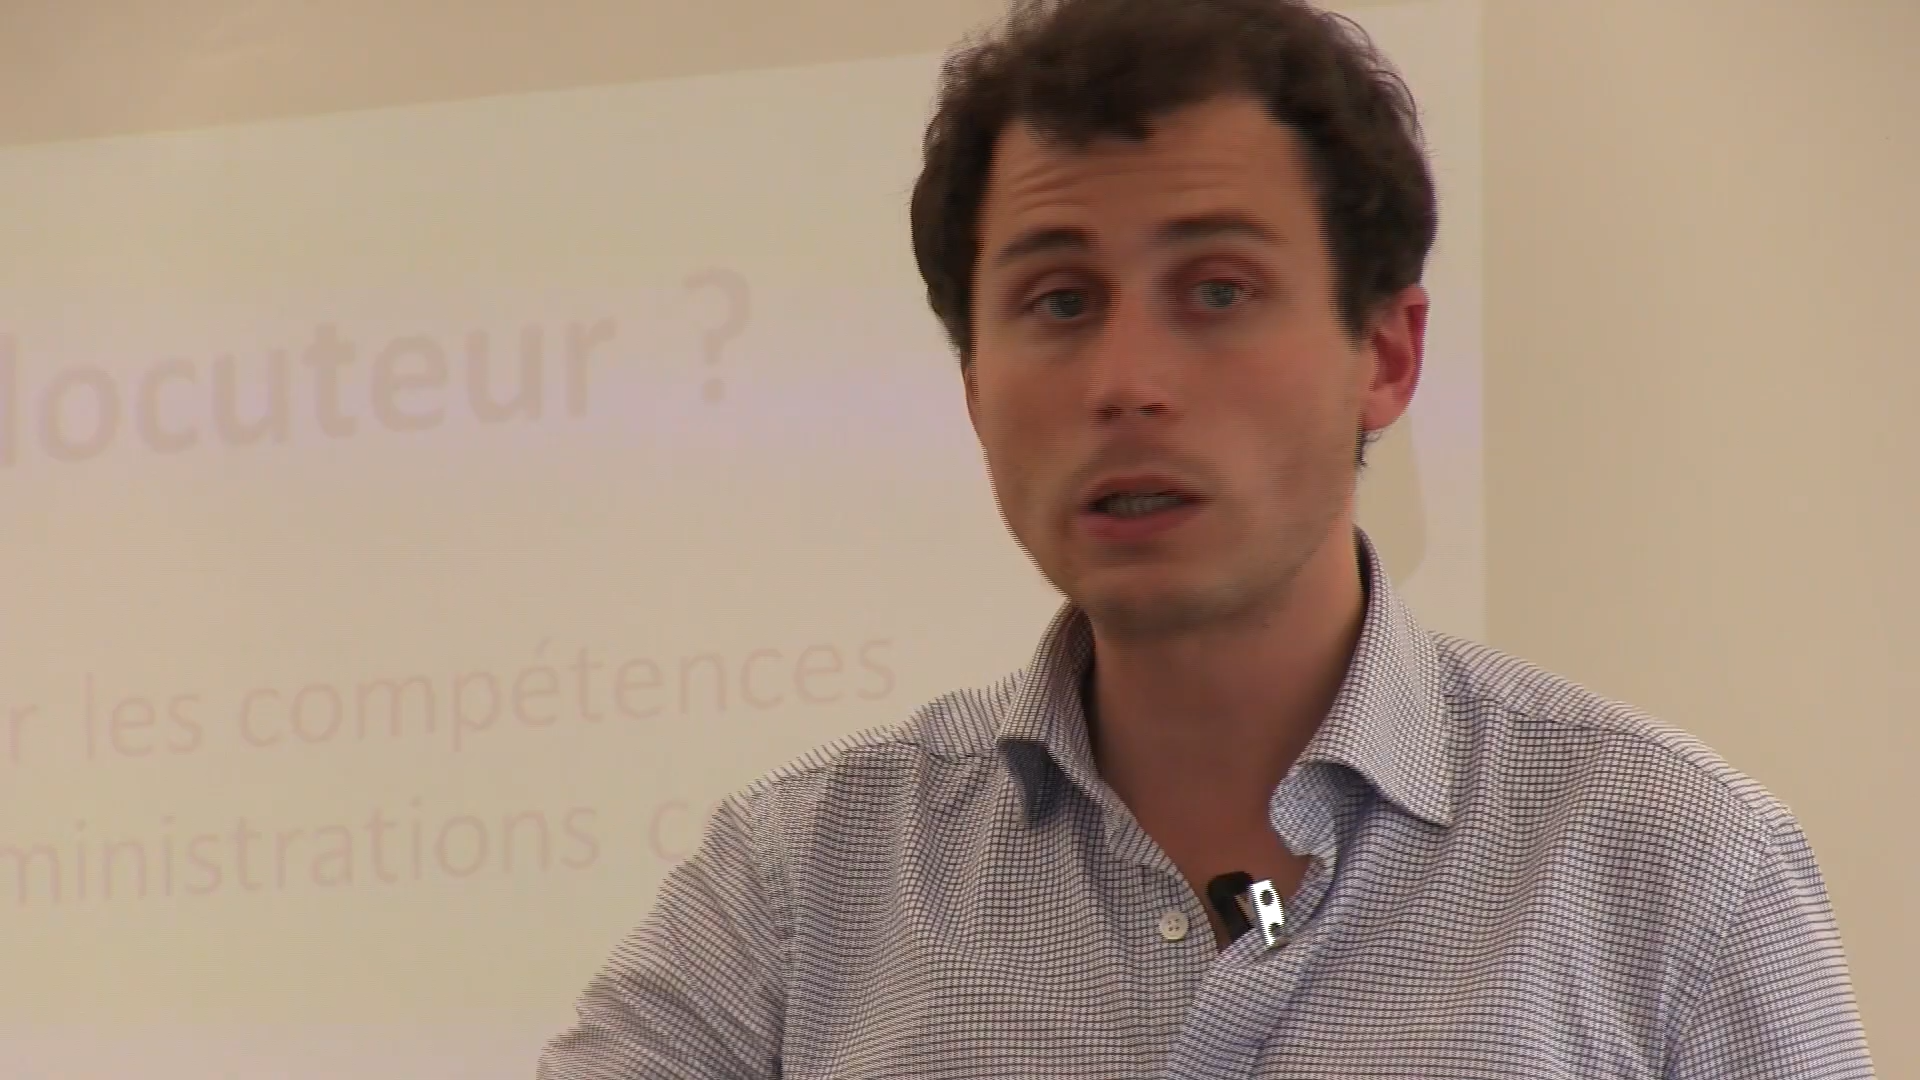 locuteur ?
r les compétences
ministrations c